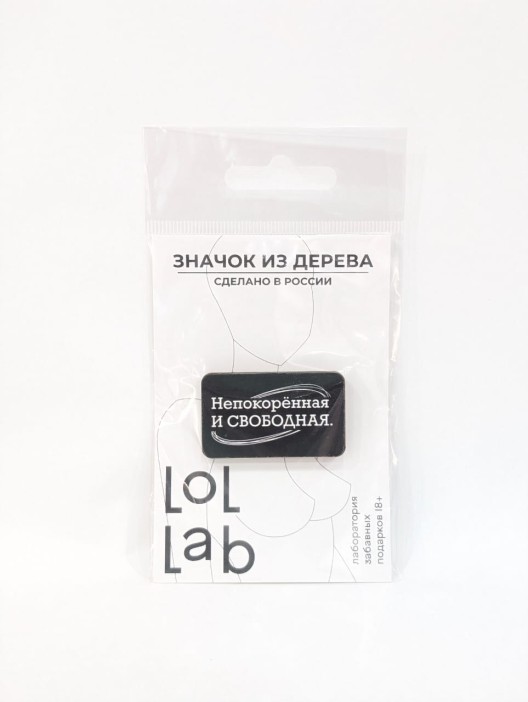 ЗНАЧОК ИЗ ДЕРЕВА
СДЕЛАНО В РОССИИ
Непокорённая
И СВОБОДНАЯ.
LOL
Lab
лаборатория
забавных
подарков 18+